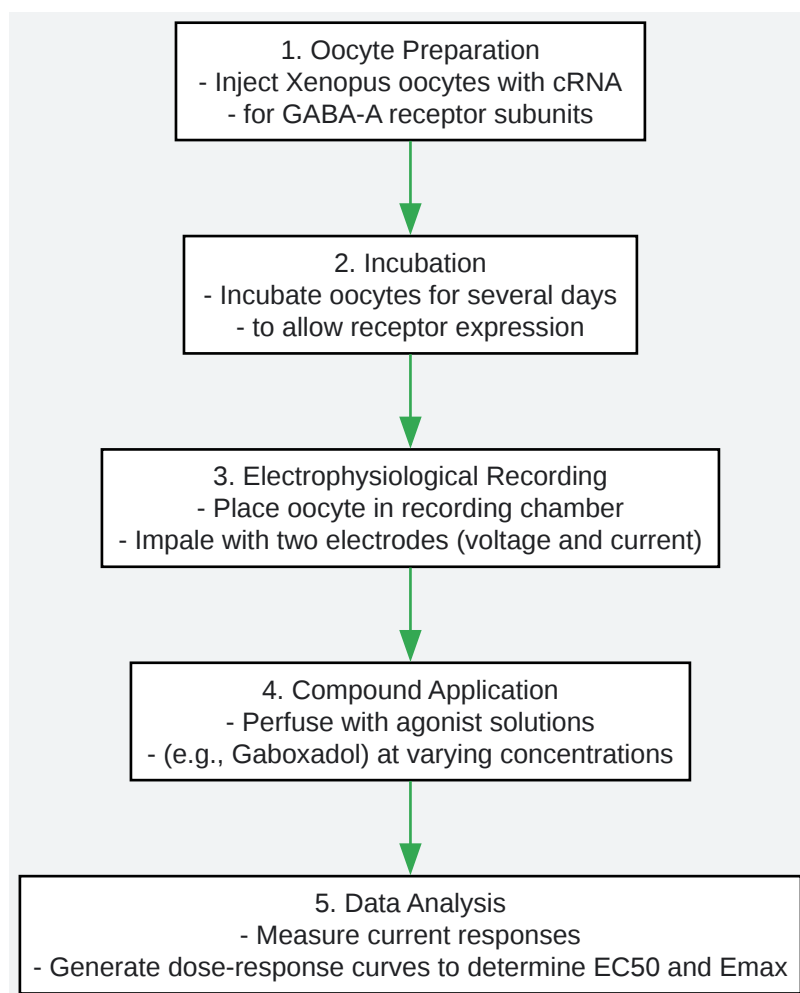 1. Oocyte Preparation
- Inject Xenopus oocytes with cRNA
- for GABA-A receptor subunits
2. Incubation
- Incubate oocytes for several days
- to allow receptor expression
3. Electrophysiological Recording
- Place oocyte in recording chamber
- Impale with two electrodes (voltage and current)
4. Compound Application
- Perfuse with agonist solutions
- (e.g., Gaboxadol) at varying concentrations
5. Data Analysis
- Measure current responses
- Generate dose-response curves to determine EC50 and Emax